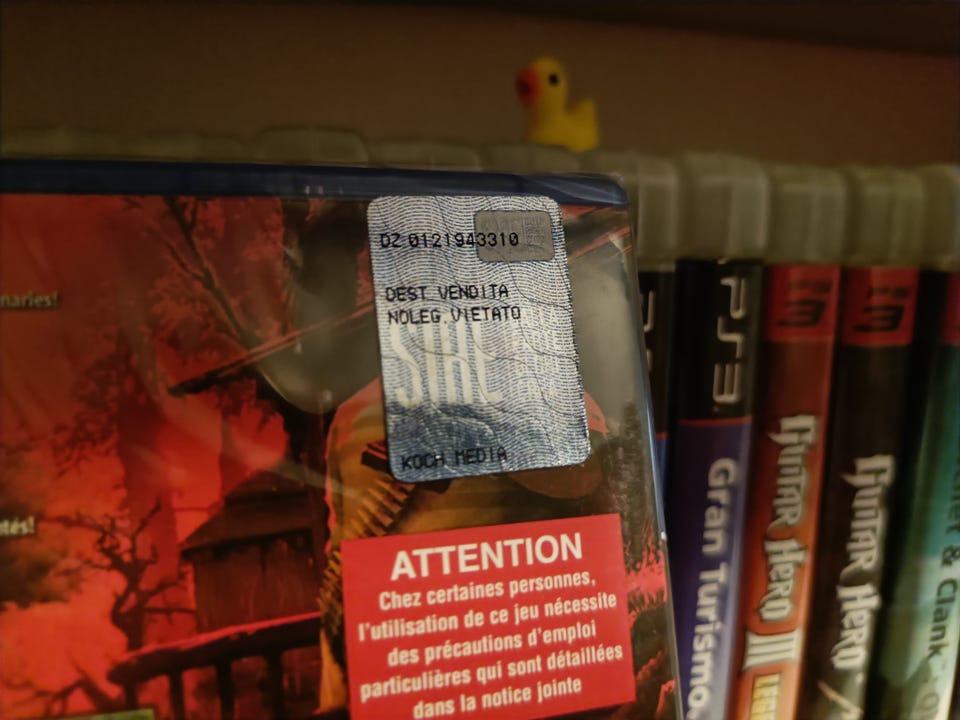 DZ 0121943310
DEST VENDITA
NOLEG.VIETATO
SIAE
KOCH MEDIA
naries!
tés!
ATTENTION
Chez certaines personnes,
l'utilisation de ce jeu nécessite
des précautions d'emploi
particulières qui sont détaillées
dans la notice jointe
PS3
Gran Turismo
GUITAR HERO III
GUITAR HERO
& Clank